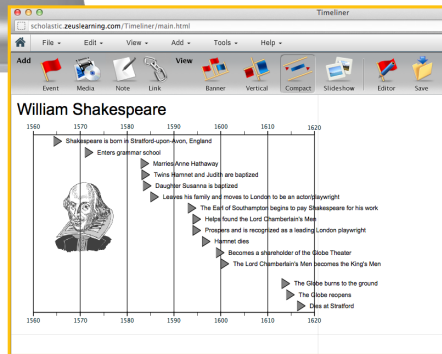 Timeliner
scholastic.zeuslearning.com/Timeliner/main.html
File Edit View Add Tools Help
Add Event Media Note Link View Banner Vertical Compact Slideshow Editor Save
William Shakespeare
1560 1570 1580 1590 1600 1610 1620
Shakespeare is born in Stratford-upon-Avon, England
Enters grammar school
Marries Anne Hathaway
Twins Hamnet and Judith are baptized
Daughter Susanna is baptized
Leaves his family and moves to London to be an actor/playwright
The Earl of Southampton begins to pay Shakespeare for his work
Helps found the Lord Chamberlain's Men
Prospers and is recognized as a leading London playwright
Hamnet dies
Becomes a shareholder of the Globe Theater
The Lord Chamberlain's Men becomes the King's Men
The Globe burns to the ground
The Globe reopens
Dies at Stratford
1560 1570 1580 1590 1600 1610 1620